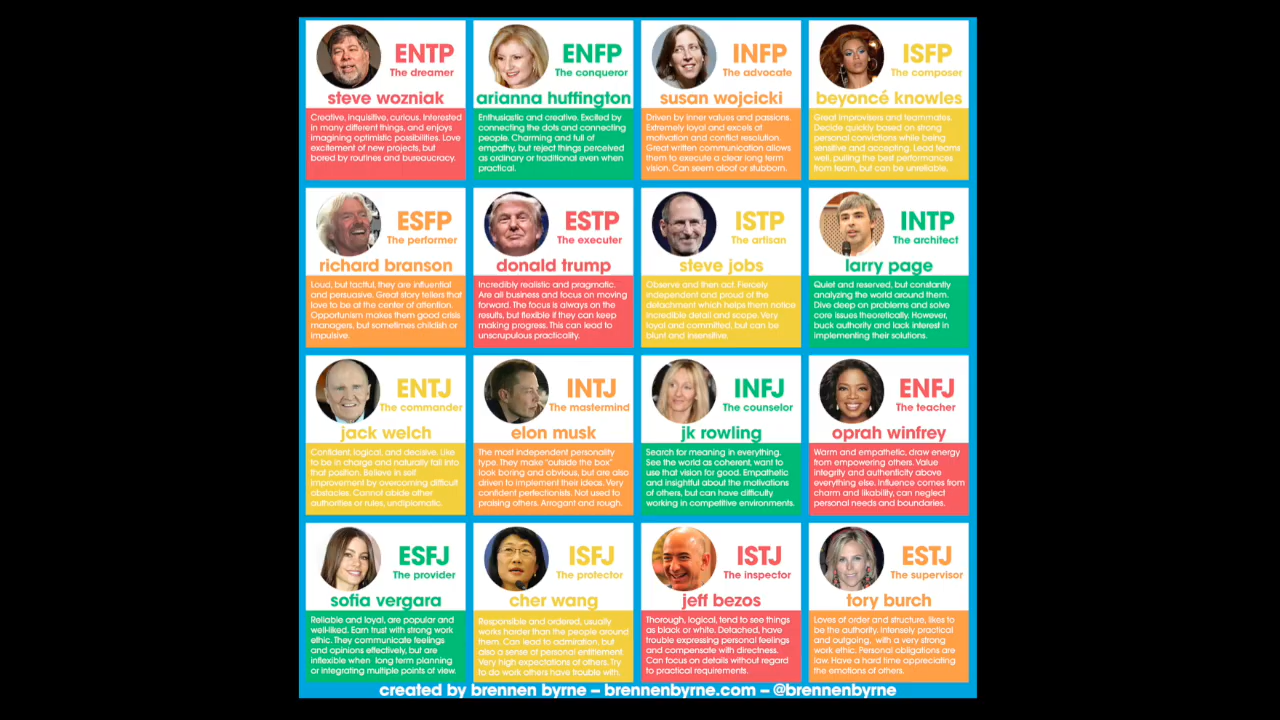 ENTP
The dreamer
steve wozniak
Creative, inquisitive, curious. Interested
in many different things, and enjoys
imagining optimistic possibilities. Love
excitement of new projects, but
bored by routines and bureaucracy.
ENFP
The conqueror
arianna huffington
Enthusiastic and creative. Excited by
connecting the dots and connecting
people. Charming and full of
empathy, but reject things perceived
as ordinary or traditional even when
practical.
INFP
The advocate
susan wojcicki
Driven by inner values and passions.
Extremely loyal and excels at
motivation and conflict resolution.
Great written communication allows
them to execute a clear long term
vision. Can seem aloof or stubborn.
ISFP
The composer
beyoncé knowles
Great improvisers and teammates.
Decide quickly based on strong
personal convictions while being
sensitive and accepting. Lead teams
well, pulling the best performances
from team, but can be unreliable.
ESFP
The performer
richard branson
Loud, but tactful, they are influential
and persuasive. Great story tellers that
love to be at the center of attention.
Opportunism makes them good crisis
managers, but sometimes childish or
impulsive.
ESTP
The executer
donald trump
Incredibly realistic and pragmatic.
Are all business and focus on moving
forward. The focus is always on the
results, but flexible if they can keep
making progress. This can lead to
unscrupulous practicality.
ISTP
The artisan
steve jobs
Observe and then act. Fiercely
independent and proud of the
detachment which helps them notice
incredible detail and scope. Very
loyal and committed, but can be
blunt and insensitive.
INTP
The architect
larry page
Quiet and reserved, but constantly
analyzing the world around them.
Dive deep on problems and solve
core issues theoretically. However,
buck authority and lack interest in
implementing their solutions.
ENTJ
The commander
jack welch
Confident, logical, and decisive. Like
to be in charge and naturally fall into
that position. Believe in self
improvement by overcoming difficult
obstacles. Cannot abide other
authorities or rules, undiplomatic.
INTJ
The mastermind
elon musk
The most independent personality
type. They make "outside the box"
look boring and obvious, but are also
driven to implement their ideas. Very
confident perfectionists. Not used to
praising others. Arrogant and rough.
INFJ
The counselor
jk rowling
Search for meaning in everything.
See the world as coherent, want to
use that vision for good. Empathetic
and insightful about the motivations
of others, but can have difficulty
working in competitive environments.
ENFJ
The teacher
oprah winfrey
Warm and empathetic, draw energy
from empowering others. Value
integrity and authenticity above
everything else. Influence comes from
charm and likability, can neglect
personal needs and boundaries.
ESFJ
The provider
sofia vergara
Reliable and loyal, are popular and
well-liked. Earn trust with strong work
ethic. They communicate feelings
and opinions effectively, but are
inflexible when long term planning
or integrating multiple points of view.
ISFJ
The protector
cher wang
Responsible and ordered, usually
works harder than the people around
them. Can lead to admiration, but
also a sense of personal entitlement.
Very high expectations of others. Try
to do work others have trouble with.
ISTJ
The inspector
jeff bezos
Thorough, logical, tend to see things
as black or white. Detached, have
trouble expressing personal feelings
and compensate with directness.
Can focus on details without regard
to practical requirements.
ESTJ
The supervisor
tory burch
Loves of order and structure, likes to
be the authority. Intensely practical
and outgoing, with a very strong
work ethic. Personal obligations are
law. Have a hard time appreciating
the emotions of others.
created by brennen byrne – brennenbyrne.com – @brennenbyrne